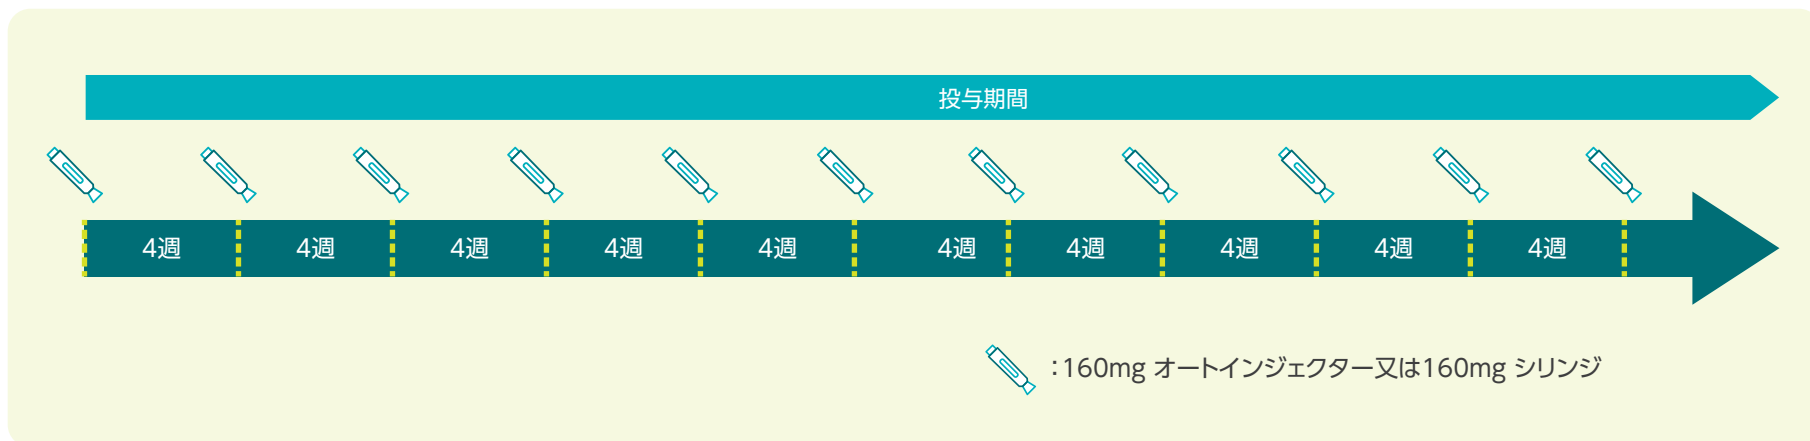 投与期間
4週 4週 4週 4週 4週 4週 4週 4週 4週 4週
：160mg オートインジェクター又は160mg シリンジ